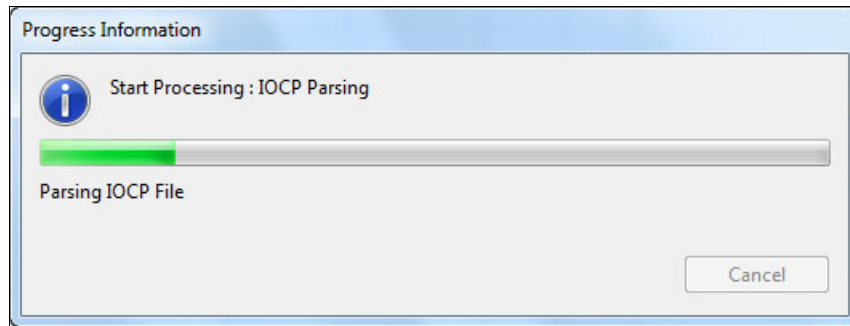 Progress Information
Start Processing : IOCP Parsing
Parsing IOCP File
Cancel